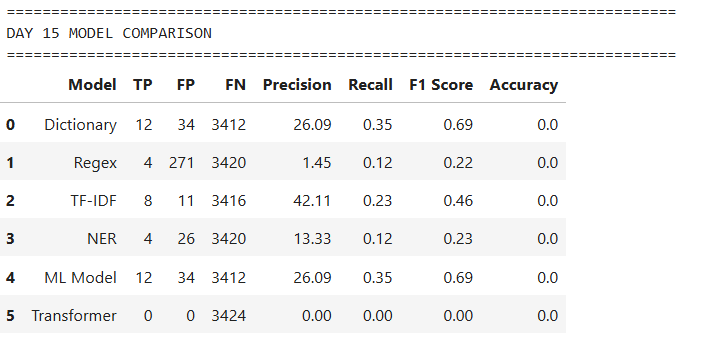 ==========================================================================
DAY 15 MODEL COMPARISON
==========================================================================
Model TP FP FN Precision Recall F1 Score Accuracy
0 Dictionary 12 34 3412 26.09 0.35 0.69 0.0
1 Regex 4 271 3420 1.45 0.12 0.22 0.0
2 TF-IDF 8 11 3416 42.11 0.23 0.46 0.0
3 NER 4 26 3420 13.33 0.12 0.23 0.0
4 ML Model 12 34 3412 26.09 0.35 0.69 0.0
5 Transformer 0 0 3424 0.00 0.00 0.00 0.0